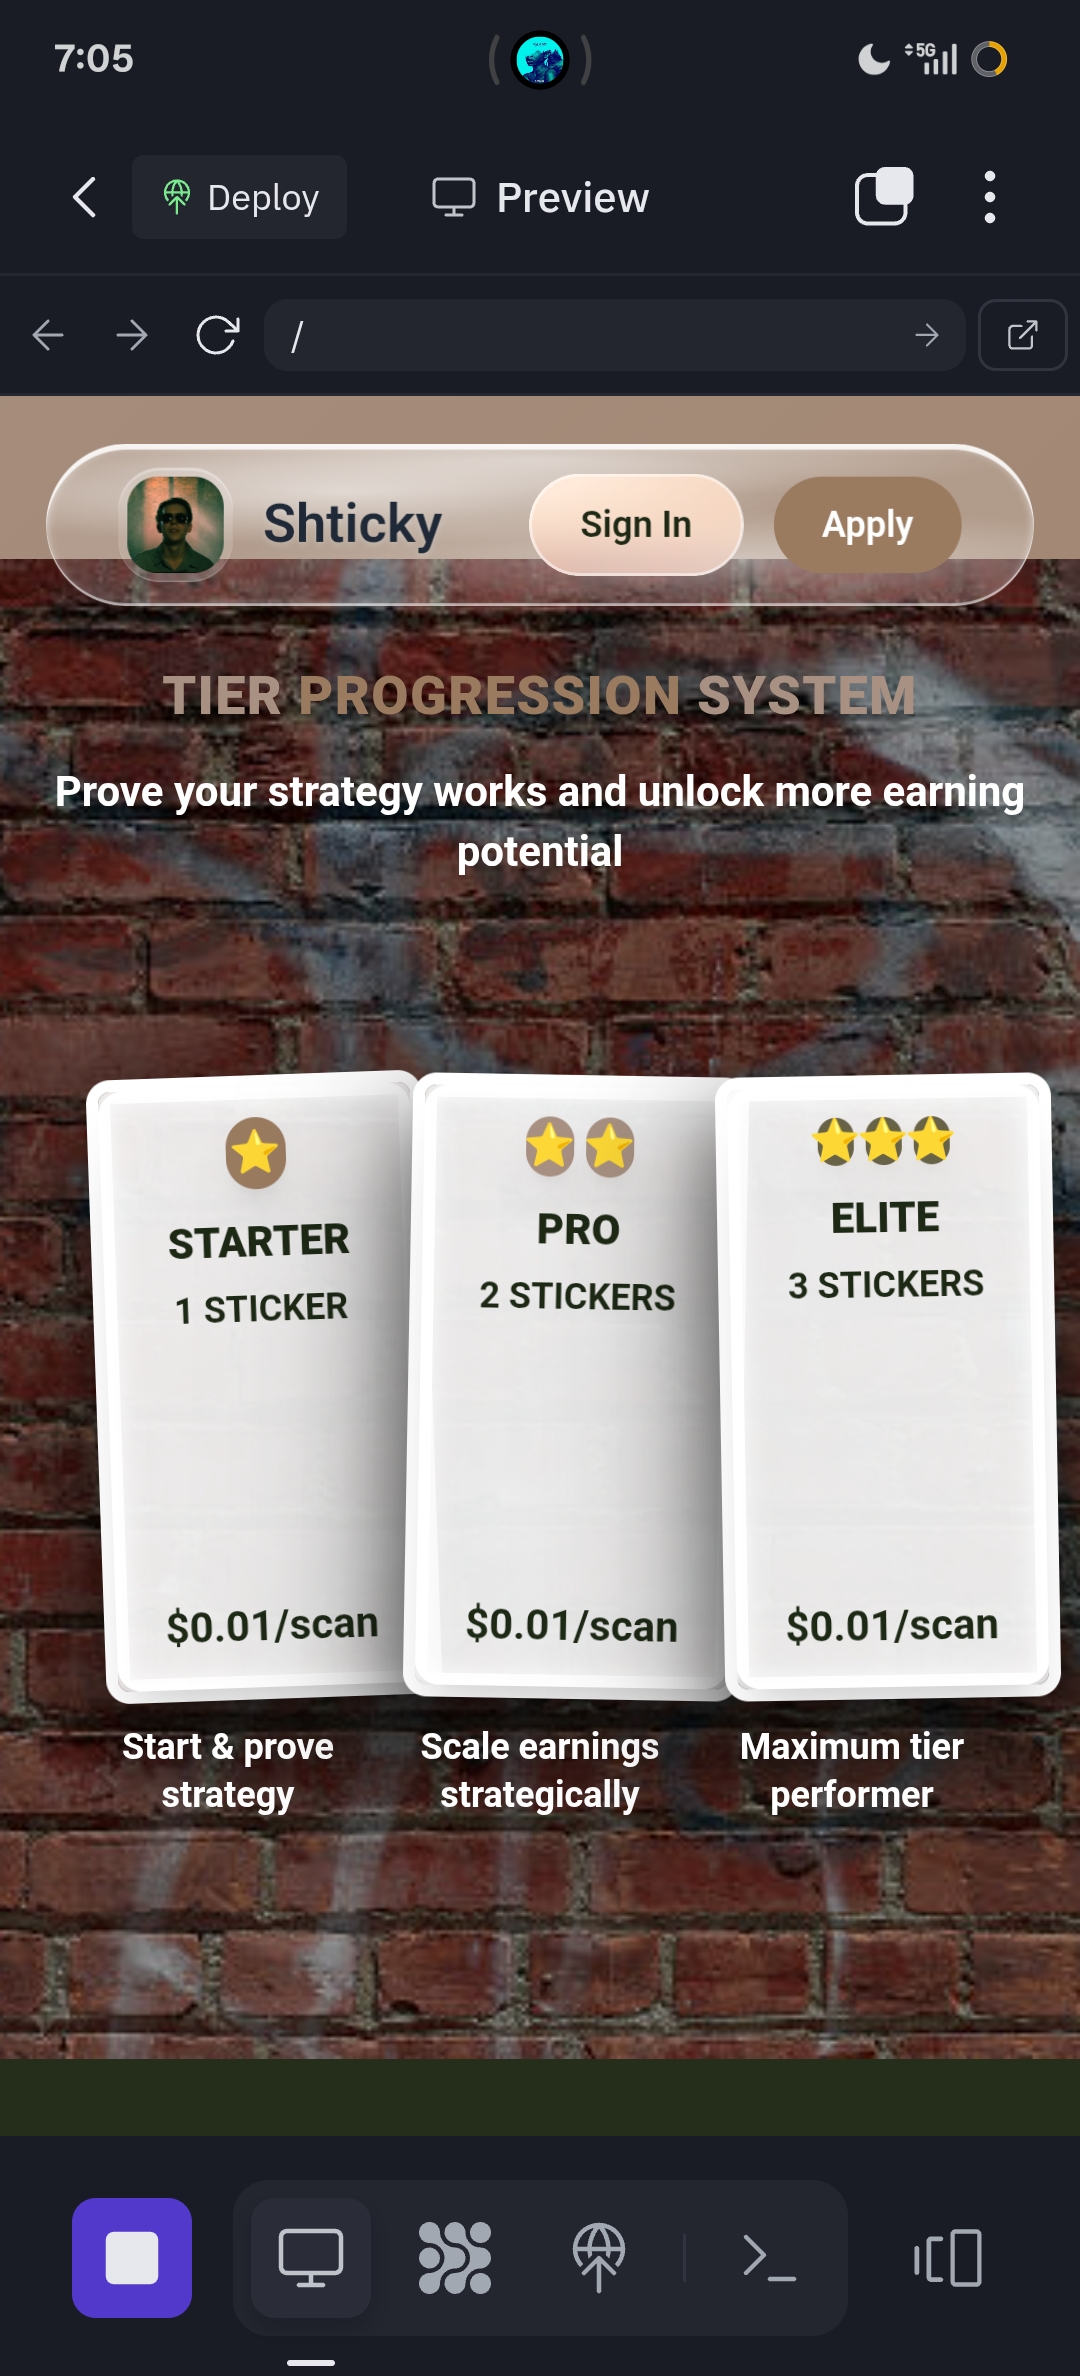 7:05
5G
Deploy
Preview
/
Shticky
Sign In
Apply
TIER PROGRESSION SYSTEM
Prove your strategy works and unlock more earning
potential
STARTER
1 STICKER
$0.01/scan
PRO
2 STICKERS
$0.01/scan
ELITE
3 STICKERS
$0.01/scan
Start & prove
strategy
Scale earnings
strategically
Maximum tier
performer